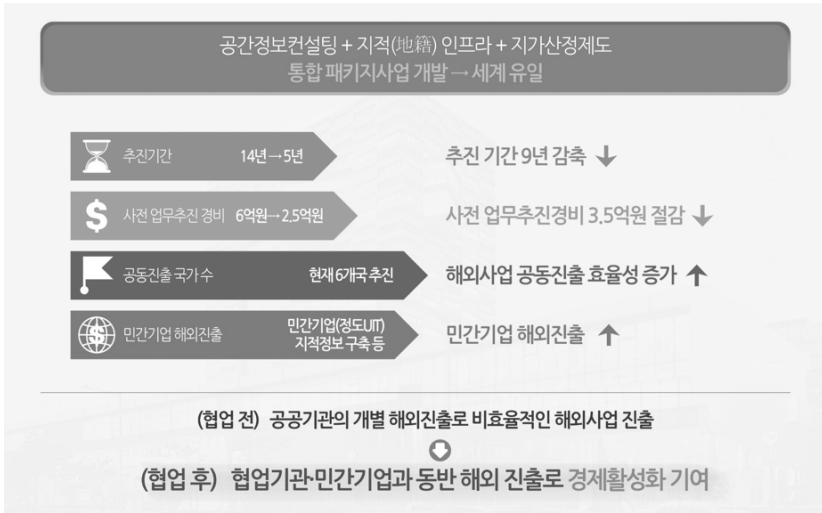 공간정보컨설팅 + 지적(地籍) 인프라 + 지가산정제도
통합 패키지사업 개발 → 세계 유일
추진기간 14년→5년 추진 기간 9년 감축 ↓
$ 사전 업무추진 경비 6억원→2.5억원 사전 업무추진경비 3.5억원 절감 ↓
공동진출 국가 수 현재 6개국 추진 해외사업 공동진출 효율성 증가 ↑
민간기업 해외진출 민간기업(정도UIT) 지적정보 구축 등 민간기업 해외진출 ↑
(협업 전) 공공기관의 개별 해외진출로 비효율적인 해외사업 진출
(협업 후) 협업기관·민간기업과 동반 해외 진출로 경제활성화 기여